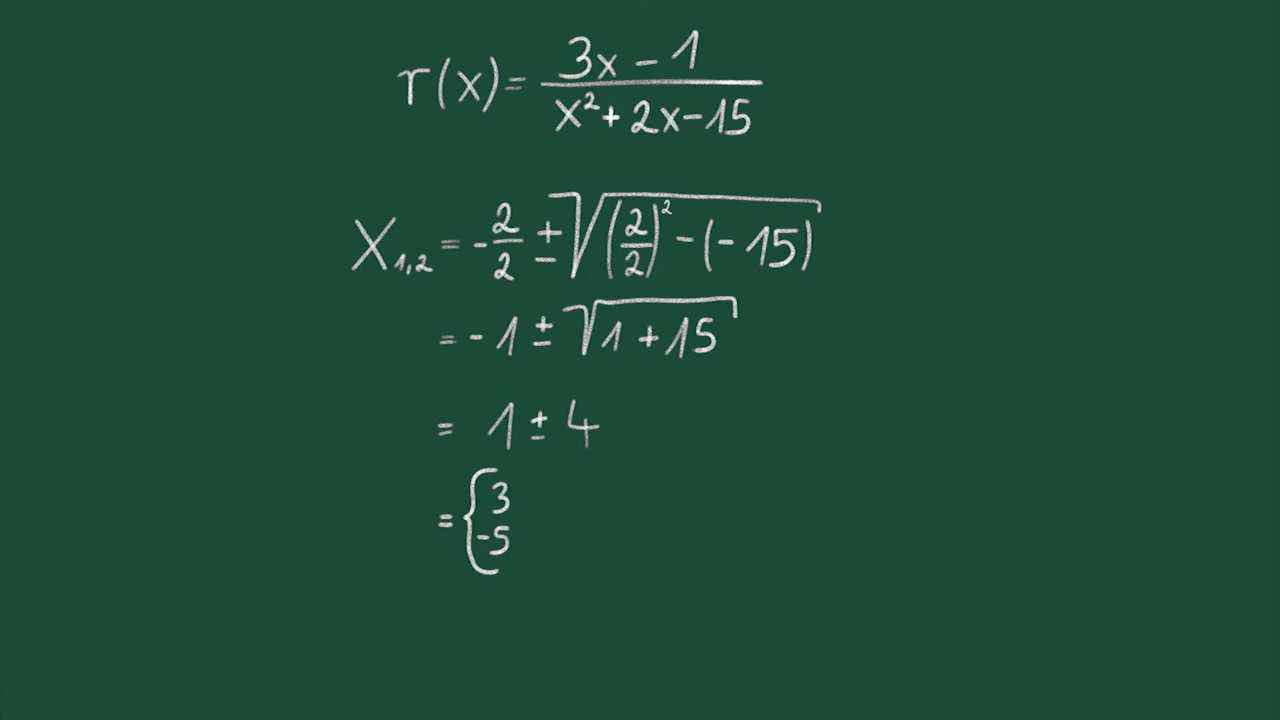 r(x) = (3x - 1)/(x² + 2x - 15)
X₁,₂ = -2/2 ± √((2/2)² - (-15))
= -1 ± √(1 + 15)
= 1 ± 4
= { 3
-5